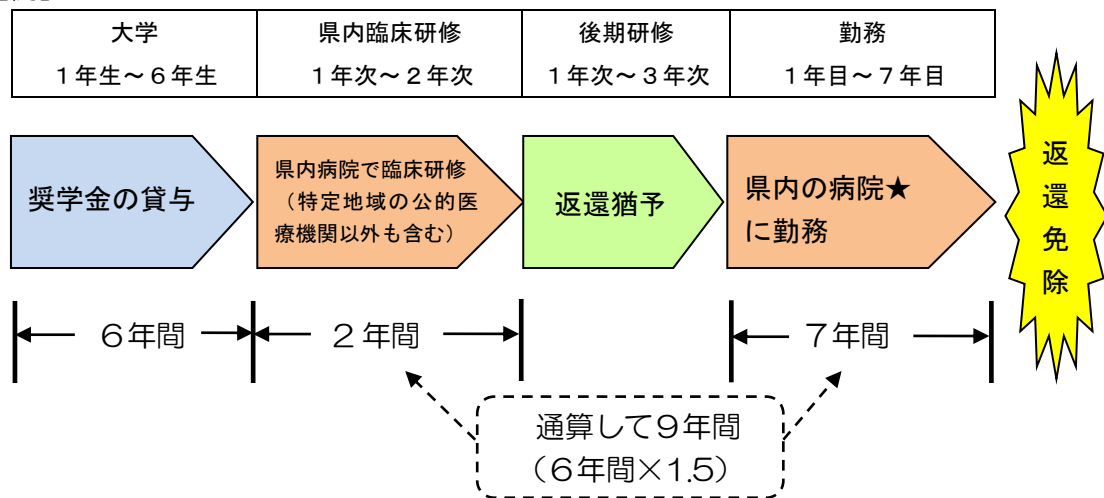 大学
1年生～6年生
県内臨床研修
1年次～2年次
後期研修
1年次～3年次
勤務
1年目～7年目
奨学金の貸与
県内病院で臨床研修
（特定地域の公的医
療機関以外も含む）
返還猶予
県内の病院★
に勤務
返還免除
6年間
2年間
7年間
通算して9年間
（6年間×1.5）